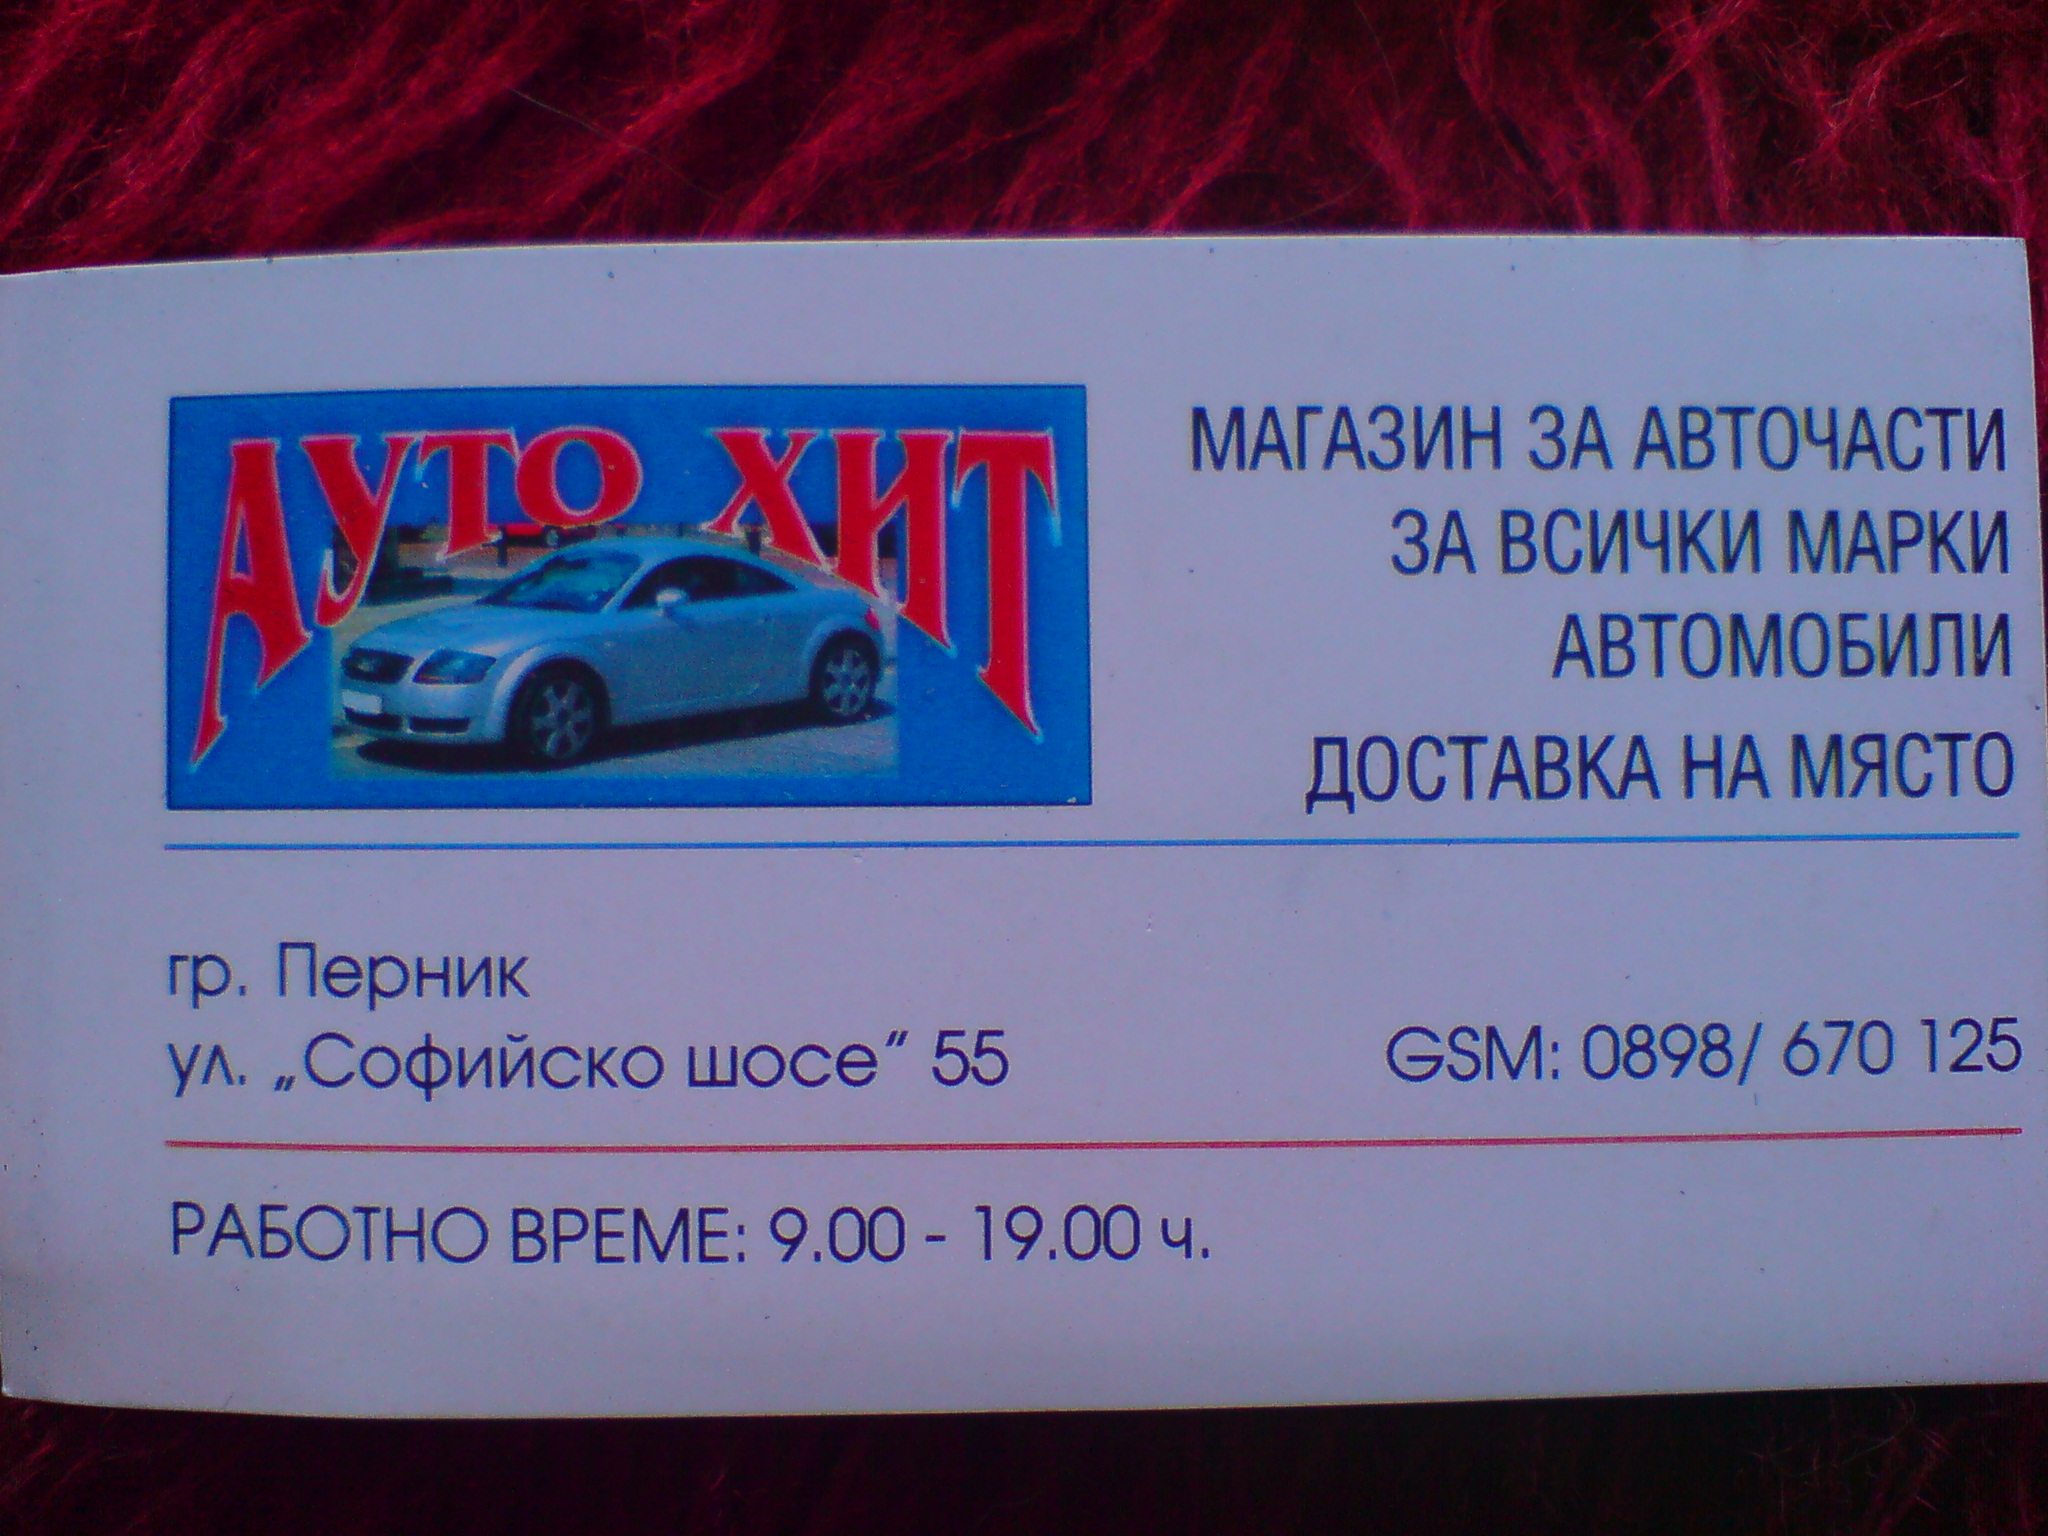 АУТО ХИТ
МАГАЗИН ЗА АВТОЧАСТИ
ЗА ВСИЧКИ МАРКИ
АВТОМОБИЛИ
ДОСТАВКА НА МЯСТО
гр. Перник
ул. „Софийско шосе" 55
GSM: 0898/ 670 125
РАБОТНО ВРЕМЕ: 9.00 - 19.00 ч.